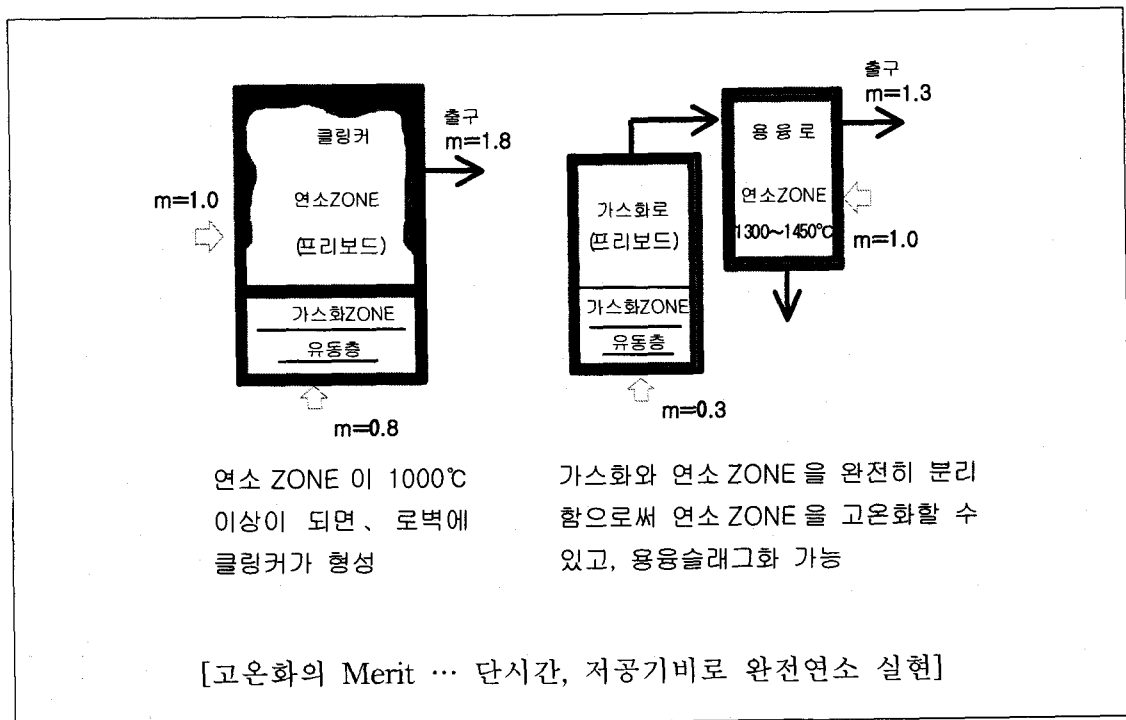 클링커
출구
m=1.8
m=1.0
연소ZONE
(프리보드)
가스화ZONE
유동층
m=0.8
출구
m=1.3
용융로
연소ZONE
1300~1450℃
m=1.0
가스화로
(프리보드)
가스화ZONE
유동층
m=0.3
연소 ZONE 이 1000℃
이상이 되면、로벽에
클링커가 형성
가스화와 연소 ZONE 을 완전히 분리
함으로써 연소 ZONE 을 고온화할 수
있고, 용융슬래그화 가능
[고온화의 Merit … 단시간, 저공기비로 완전연소 실현]